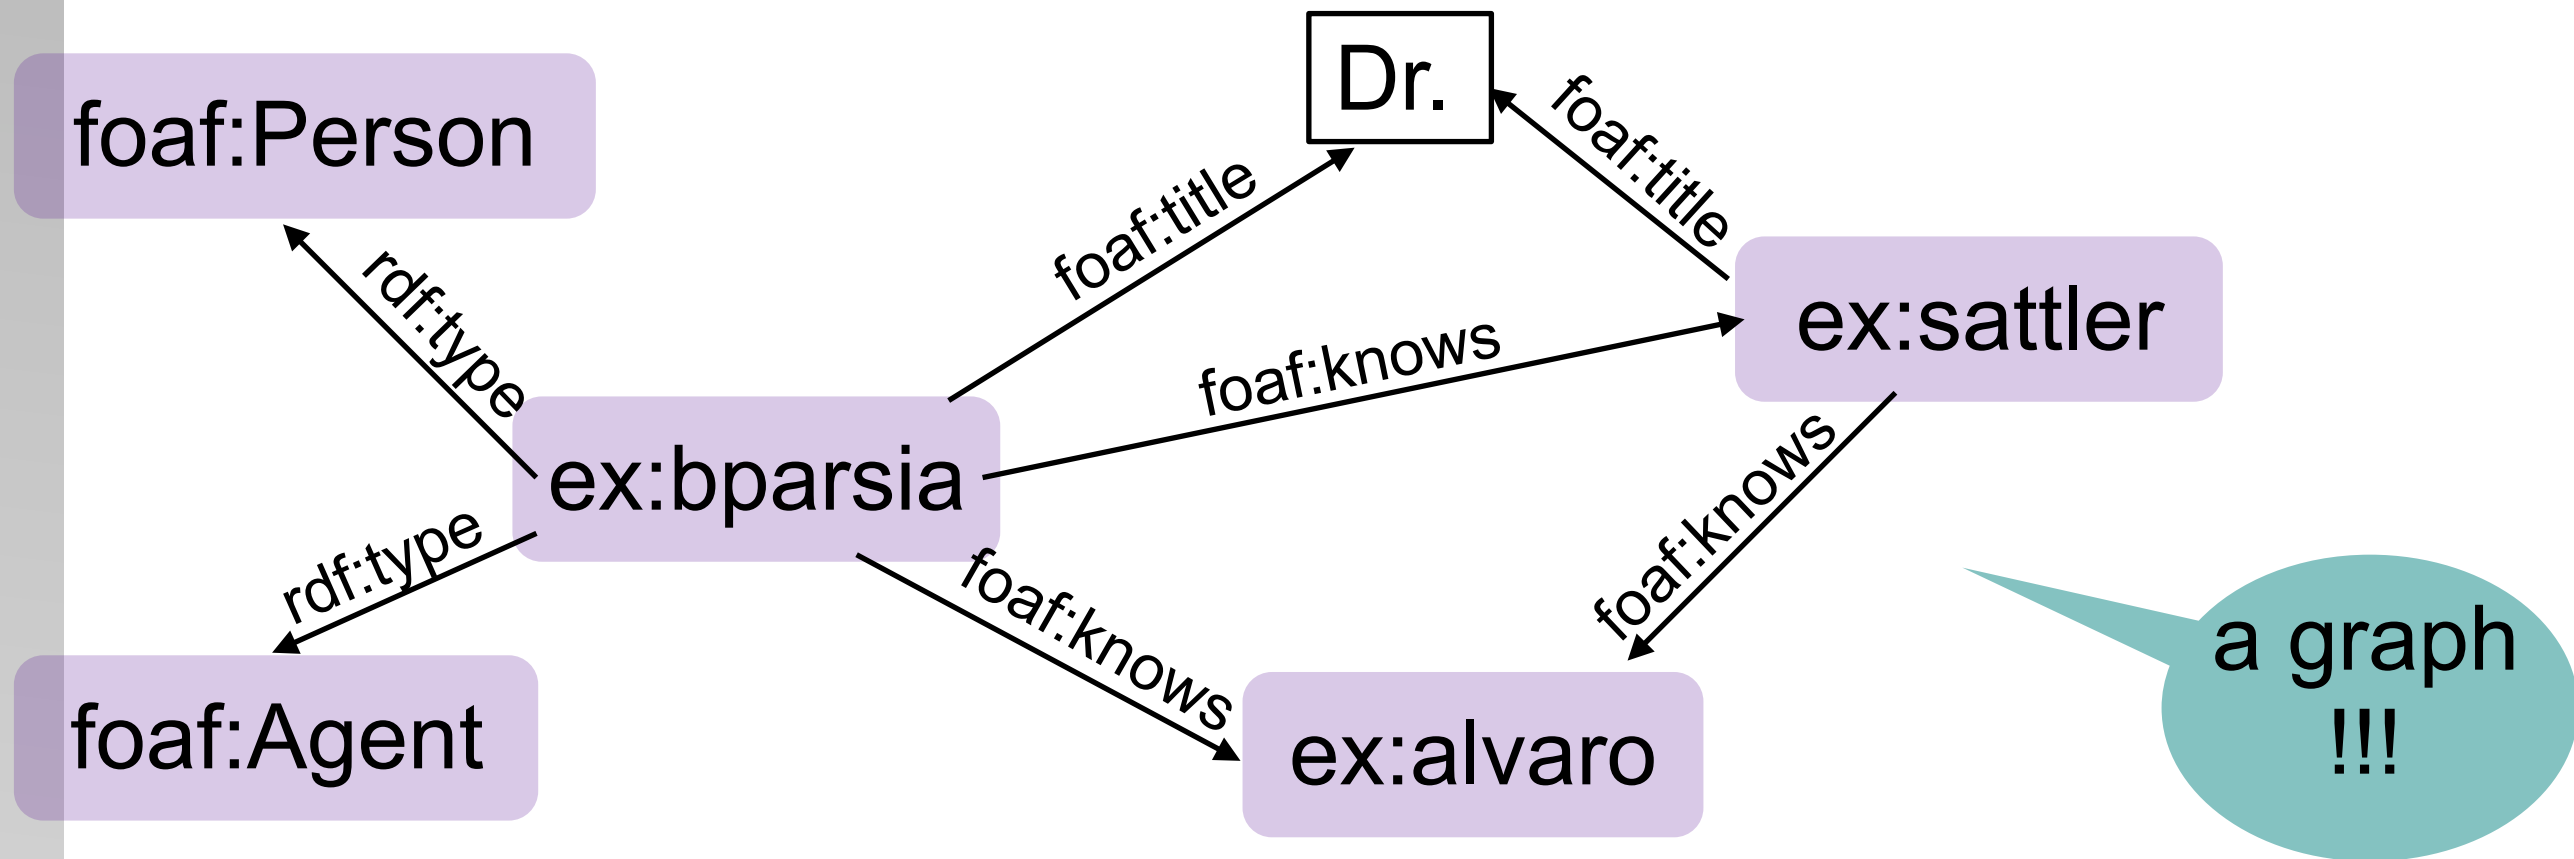 Dr.
foaf:Person
foaf:title
foaf:title
rdf:type
foaf:knows
ex:sattler
ex:bparsia
foaf:knows
rdf:type
foaf:knows
a graph
!!!
foaf:Agent
ex:alvaro